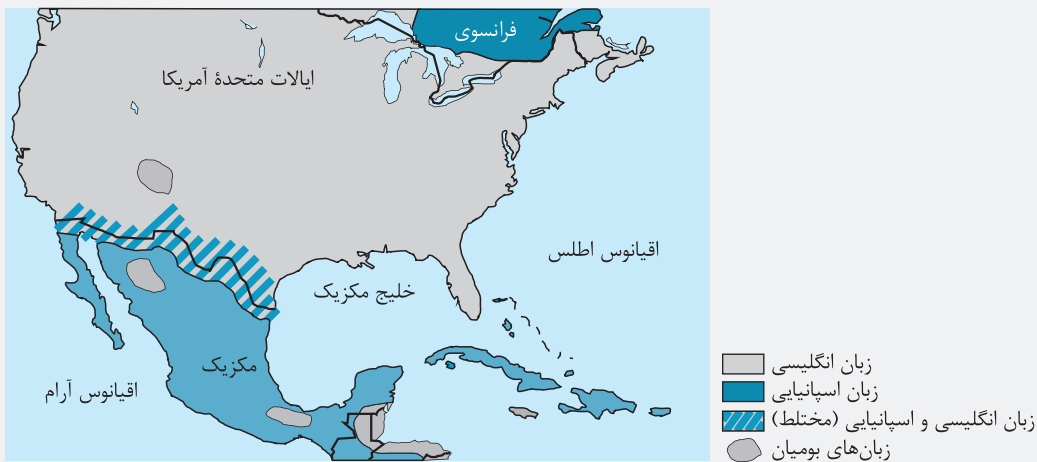 فرانسوی
ایالات متحدهٔ آمریکا
اقیانوس اطلس
خلیج مکزیک
مکزیک
اقیانوس آرام
زبان انگلیسی
زبان اسپانیایی
زبان انگلیسی و اسپانیایی (مختلط)
زبان‌های بومیان